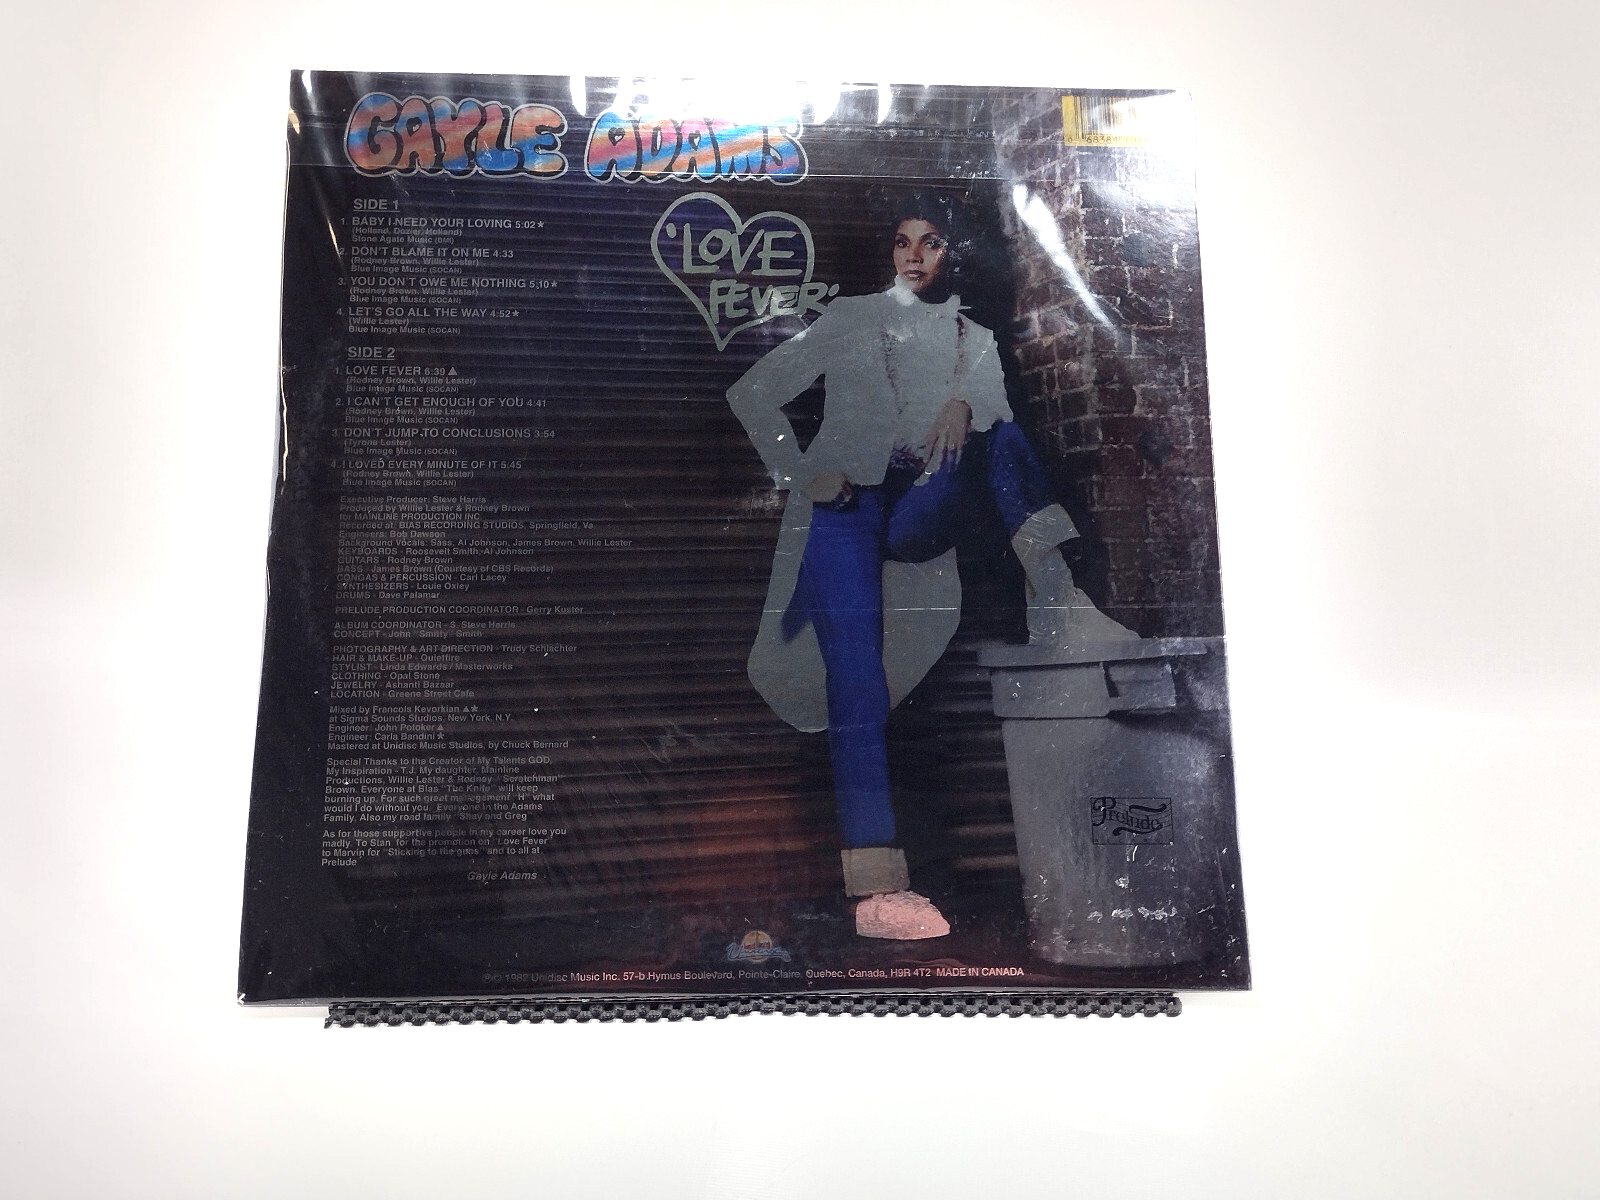 GAYLE ADAMS
'LOVE
FEVER'
SIDE 1
1. BABY I NEED YOUR LOVING 5:02★
(Holland, Dozier, Holland)
Stone Agate Music (BMI)
2. DON'T BLAME IT ON ME 4:33
(Rodney Brown, Willie Lester)
Blue Image Music (SOCAN)
3. YOU DON'T OWE ME NOTHING 5:10★
(Rodney Brown, Willie Lester)
Blue Image Music (SOCAN)
4. LET'S GO ALL THE WAY 4:52★
(Willie Lester)
Blue Image Music (SOCAN)
SIDE 2
1. LOVE FEVER 6:39▲
(Rodney Brown, Willie Lester)
Blue Image Music (SOCAN)
2. I CAN'T GET ENOUGH OF YOU 4:41
(Rodney Brown, Willie Lester)
Blue Image Music (SOCAN)
3. DON'T JUMP TO CONCLUSIONS 3:54
(Tyrone Lester)
Blue Image Music (SOCAN)
4. I LOVED EVERY MINUTE OF IT 5:45
(Rodney Brown, Willie Lester)
Blue Image Music (SOCAN)
Executive Producer: Steve Harris
Produced by Willie Lester & Rodney Brown
for MAINLINE PRODUCTION INC.
Recorded at: BIAS RECORDING STUDIOS, Springfield, Va.
Engineers: Bob Dawson
Background Vocals: Sass, Al Johnson, James Brown, Willie Lester
KEYBOARDS - Roosevelt Smith, Al Johnson
GUITARS - Rodney Brown
BASS - James Brown (Courtesy of CBS Records)
CONGAS & PERCUSSION - Carl Lacey
SYNTHESIZERS - Louie Oxley
DRUMS - Dave Palamar
PRELUDE PRODUCTION COORDINATOR - Gerry Kuster
ALBUM COORDINATOR - S. Steve Harris
CONCEPT - John "Smitty" Smith
PHOTOGRAPHY & ART DIRECTION - Trudy Schlachter
HAIR & MAKE-UP - Quietfire
STYLIST - Linda Edwards / Masterworks
CLOTHING - Opal Stone
JEWELRY - Ashanti Bazaar
LOCATION - Greene Street Cafe
Mixed by Francois Kevorkian ▲★
at Sigma Sounds Studios, New York, N.Y.
Engineer: John Potoker ▲
Engineer: Carla Bandini ★
Mastered at Unidisc Music Studios, by Chuck Bernard
Special Thanks to the Creator of My Talents GOD,
My Inspiration - T.J. My daughter, Mainline
Productions, Willie Lester & Rodney "Scratchman"
Brown. Everyone at Bias "The Knife" will keep
burning up. For such great management "H" what
would I do without you. Everyone in the Adams
Family. Also my road family "Shay and Greg"
As for those supportive people in my career love you
madly. To Stan for the promotion on "Love Fever"
to Marvin for "Sticking to the guns" and to all at
Prelude
Gayle Adams
Prelude
Unidisc
1982 Unidisc Music Inc. 57-b Hymus Boulevard, Pointe-Claire, Quebec, Canada, H9R 4T2 MADE IN CANADA